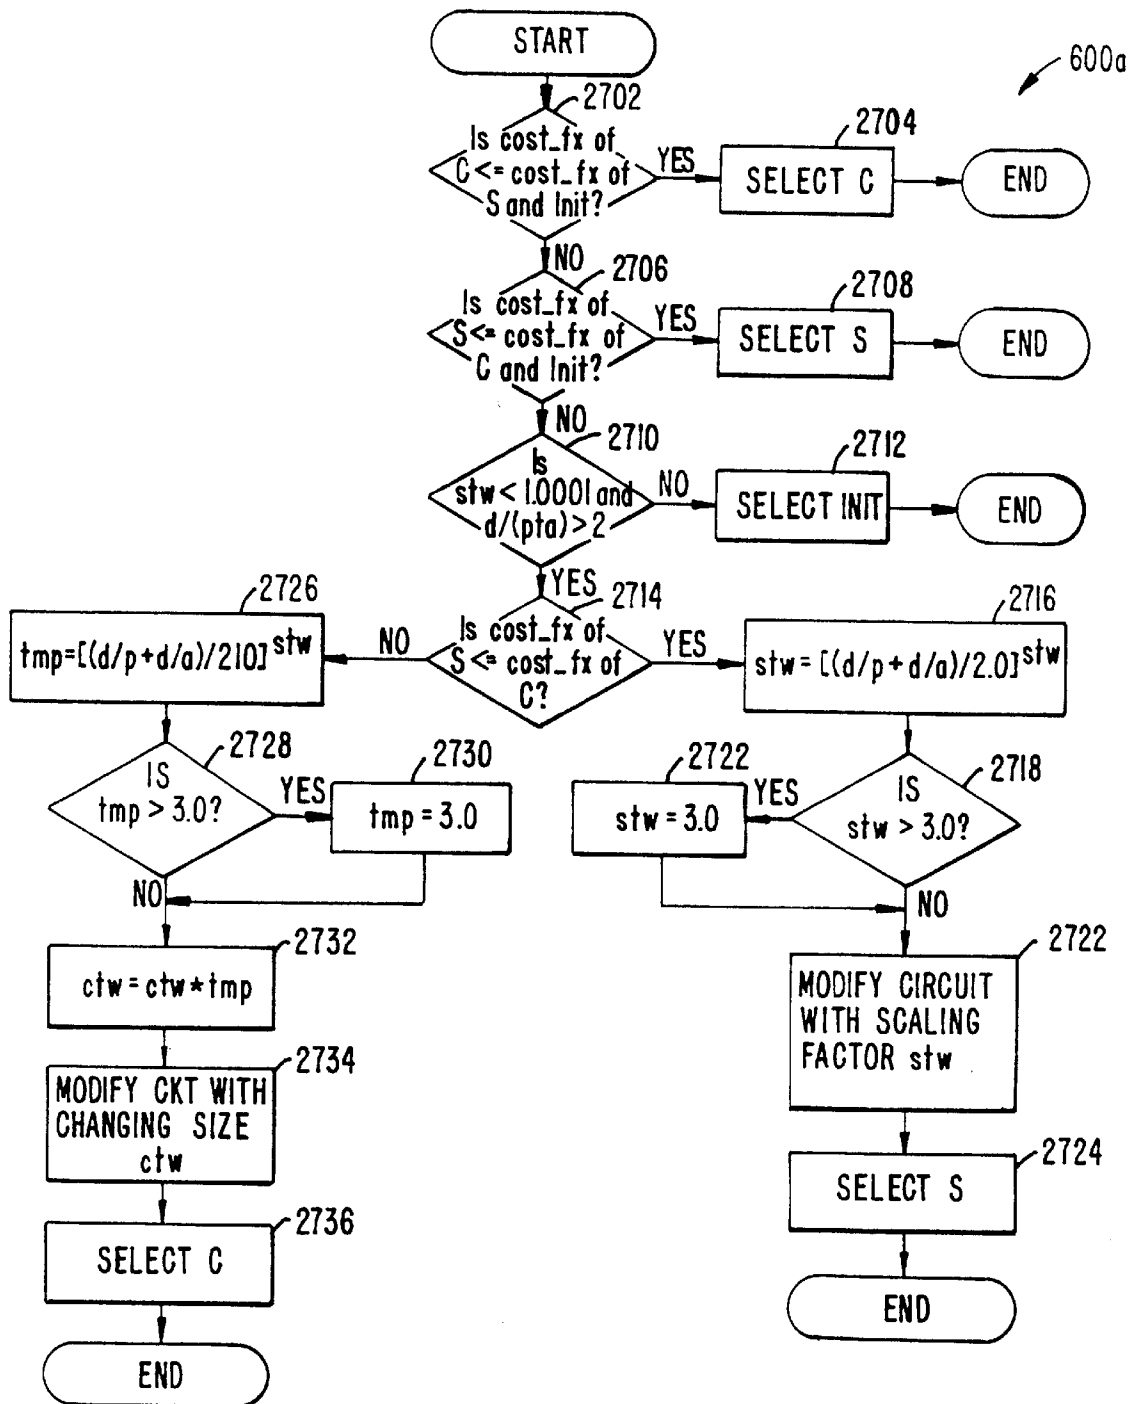 START
600a
2702
Is cost_fx of
C <= cost_fx of
S and Init?
YES
2704
SELECT C
END
NO
2706
Is cost_fx of
S <= cost_fx of
C and Init?
YES
2708
SELECT S
END
NO
2710
Is
stw < 1.0001 and
d/(pta) > 2
NO
2712
SELECT INIT
END
YES
2714
Is cost_fx of
S <= cost_fx of
C?
NO
YES
2726
tmp=[(d/p+d/a)/210]^stw
2716
stw = [(d/p+d/a)/2.0]^stw
2728
IS
tmp > 3.0?
YES
2730
tmp = 3.0
NO
2718
IS
stw > 3.0?
YES
2722
stw = 3.0
NO
2732
ctw = ctw * tmp
2734
MODIFY CKT WITH
CHANGING SIZE
ctw
2736
SELECT C
END
2722
MODIFY CIRCUIT
WITH SCALING
FACTOR stw
2724
SELECT S
END